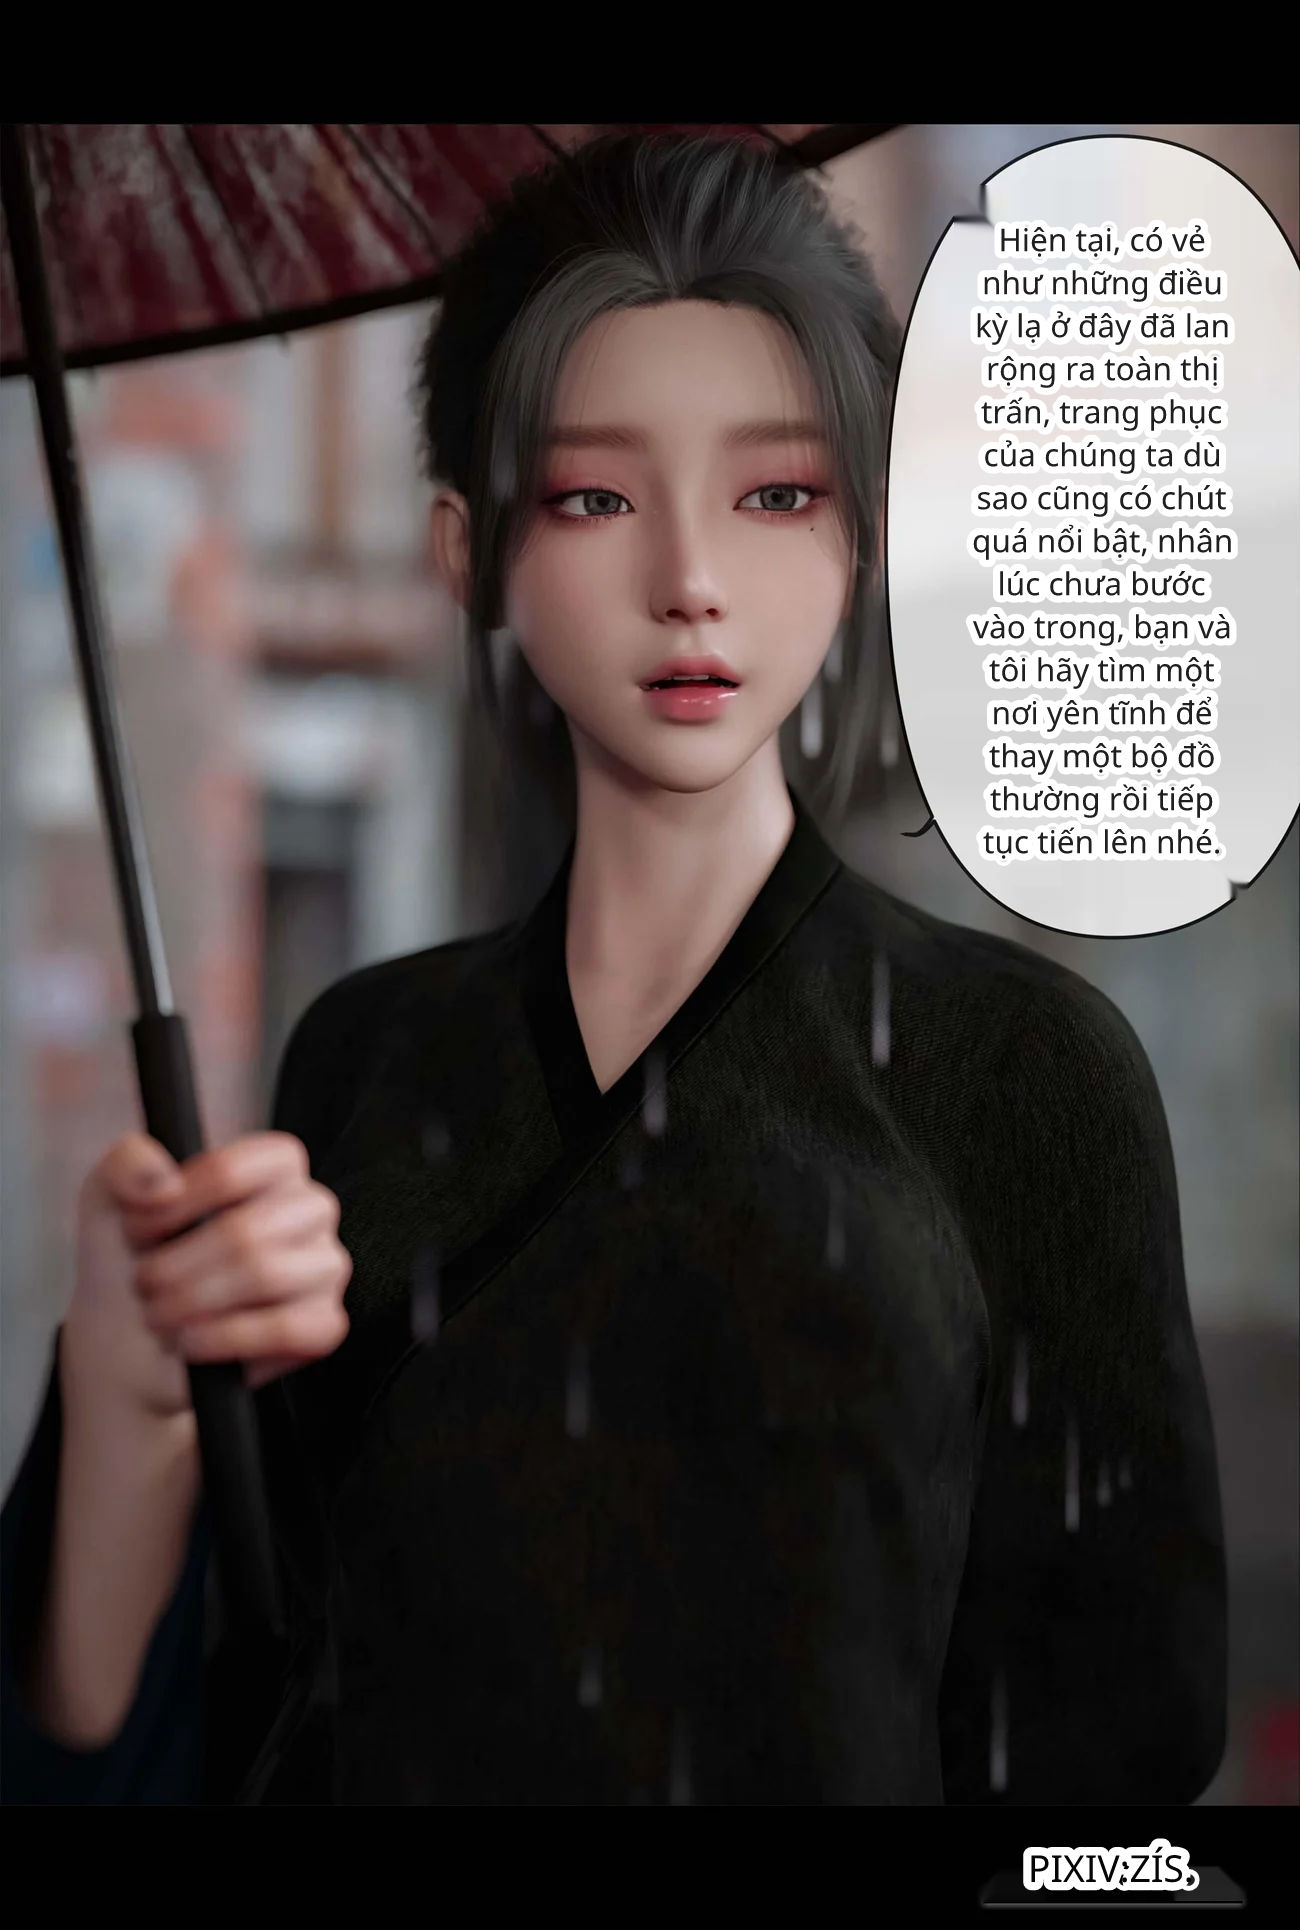 Hiện tại, có vẻ
như những điều
kỳ lạ ở đây đã lan
rộng ra toàn thị
trấn, trang phục
của chúng ta dù
sao cũng có chút
quá nổi bật, nhân
lúc chưa bước
vào trong, bạn và
tôi hãy tìm một
nơi yên tĩnh để
thay một bộ đồ
thường rồi tiếp
tục tiến lên nhé.
PIXIV:ZÍS,